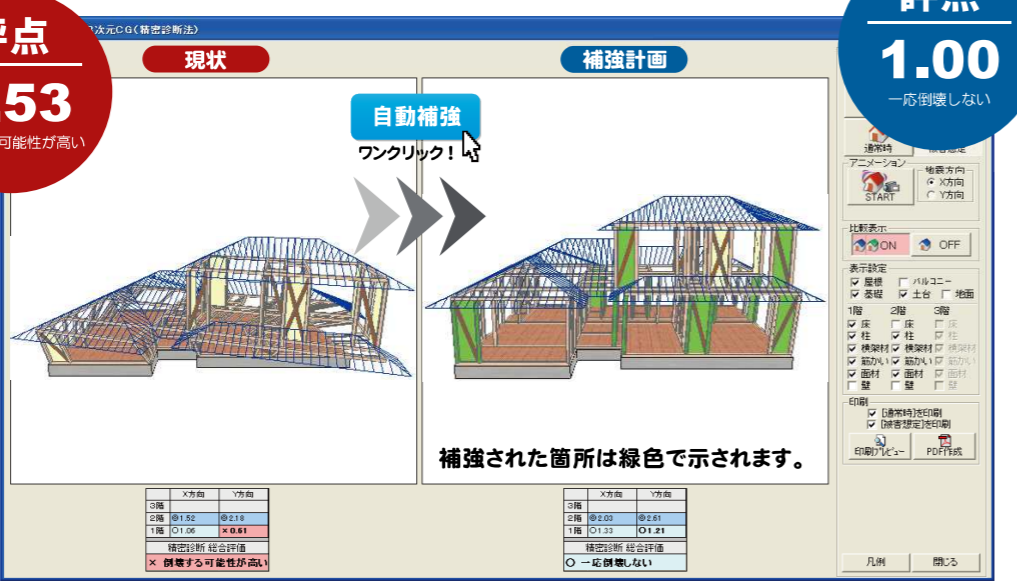 評点
.53
可能性が高い
次元CG(精密診断法)
現状
補強計画
評点
1.00
一応倒壊しない
自動補強
ワンクリック!
通常時
被害想定
アニメーション
START
地震方向
X方向
Y方向
比較表示
ON
OFF
表示設定
屋根
バルコニー
基礎
土台
地面
1階
2階
3階
床
床
床
柱
柱
柱
横架材
横架材
横架材
筋かい
筋かい
筋かい
面材
面材
面材
壁
壁
壁
印刷
[通常時]を印刷
[被害想定]を印刷
印刷プレビュー
PDF作成
補強された箇所は緑色で示されます。
X方向 Y方向
3階
2階 ◎1.52 ◎2.18
1階 ○1.06 ×0.61
精密診断 総合評価
× 倒壊する可能性が高い
X方向 Y方向
3階
2階 ◎2.03 ◎2.61
1階 ○1.33 ○1.21
精密診断 総合評価
○ 一応倒壊しない
凡例
閉じる